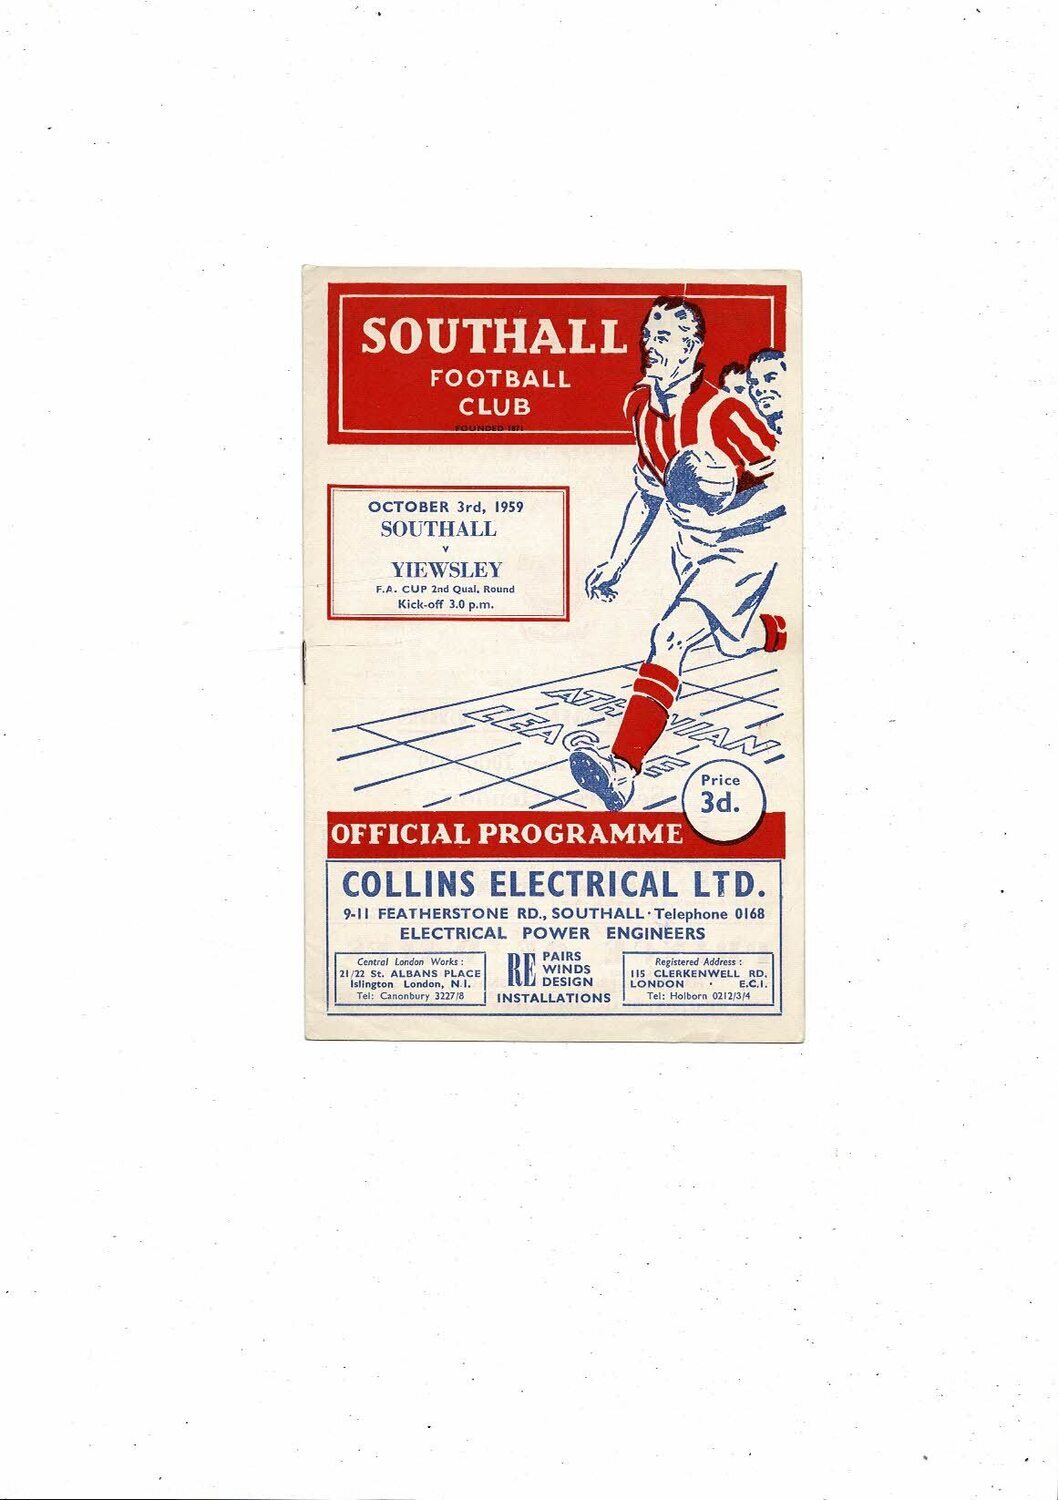 SOUTHALL
FOOTBALL
CLUB
FOUNDED 1871
OCTOBER 3rd, 1959
SOUTHALL
v
YIEWSLEY
F.A. CUP 2nd Qual. Round
Kick-off 3.0 p.m.
ATHENIAN
LEAGUE
Price
3d.
OFFICIAL PROGRAMME
COLLINS ELECTRICAL LTD.
9-11 FEATHERSTONE RD., SOUTHALL · Telephone 0168
ELECTRICAL POWER ENGINEERS
Central London Works :
21/22 St. ALBANS PLACE
Islington London, N.1.
Tel: Canonbury 3227/8
RE PAIRS
WINDS
DESIGN
INSTALLATIONS
Registered Address :
115 CLERKENWELL RD.
LONDON · E.C.1.
Tel: Holborn 0212/3/4